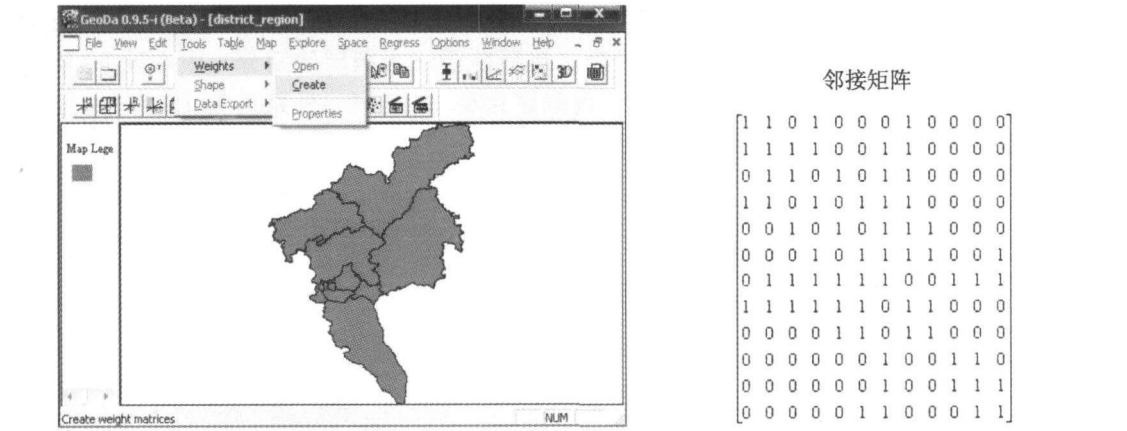 GeoDa 0.9.5-i (Beta) - [district_region]
File View Edit Tools Table Map Explore Space Regress Options Window Help
Weights Open
Shape Create
Data Export Properties
3D
Map Lege
Create weight matrices NUM
邻接矩阵
1 1 0 1 0 0 0 1 0 0 0 0
1 1 1 1 0 0 1 1 0 0 0 0
0 1 1 0 1 0 1 1 0 0 0 0
1 1 0 1 0 1 1 1 0 0 0 0
0 0 1 0 1 0 1 1 1 0 0 0
0 0 0 1 0 1 1 1 1 0 0 1
0 1 1 1 1 1 1 0 0 1 1 1
1 1 1 1 1 1 0 1 1 0 0 0
0 0 0 0 1 1 0 1 1 0 0 0
0 0 0 0 0 0 1 0 0 1 1 0
0 0 0 0 0 0 1 0 0 1 1 1
0 0 0 0 0 1 1 0 0 0 1 1